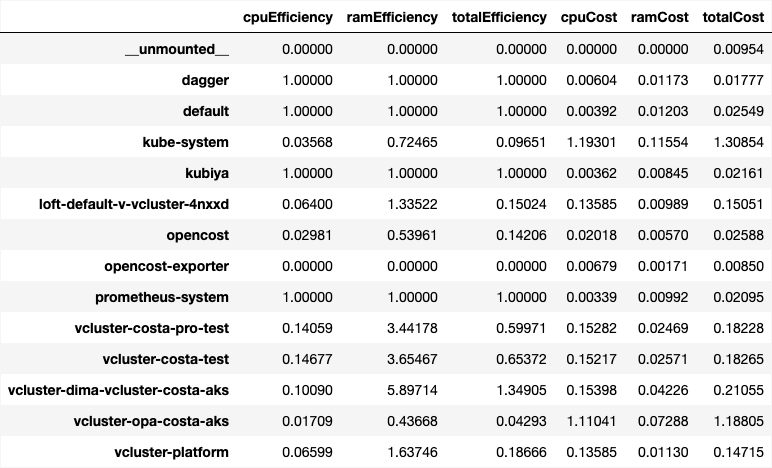 cpuEfficiency ramEfficiency totalEfficiency cpuCost ramCost totalCost
__unmounted__ 0.00000 0.00000 0.00000 0.00000 0.00000 0.00954
dagger 1.00000 1.00000 1.00000 0.00604 0.01173 0.01777
default 1.00000 1.00000 1.00000 0.00392 0.01203 0.02549
kube-system 0.03568 0.72465 0.09651 1.19301 0.11554 1.30854
kubiya 1.00000 1.00000 1.00000 0.00362 0.00845 0.02161
loft-default-v-vcluster-4nxxd 0.06400 1.33522 0.15024 0.13585 0.00989 0.15051
opencost 0.02981 0.53961 0.14206 0.02018 0.00570 0.02588
opencost-exporter 0.00000 0.00000 0.00000 0.00679 0.00171 0.00850
prometheus-system 1.00000 1.00000 1.00000 0.00339 0.00992 0.02095
vcluster-costa-pro-test 0.14059 3.44178 0.59971 0.15282 0.02469 0.18228
vcluster-costa-test 0.14677 3.65467 0.65372 0.15217 0.02571 0.18265
vcluster-dima-vcluster-costa-aks 0.10090 5.89714 1.34905 0.15398 0.04226 0.21055
vcluster-opa-costa-aks 0.01709 0.43668 0.04293 1.11041 0.07288 1.18805
vcluster-platform 0.06599 1.63746 0.18666 0.13585 0.01130 0.14715